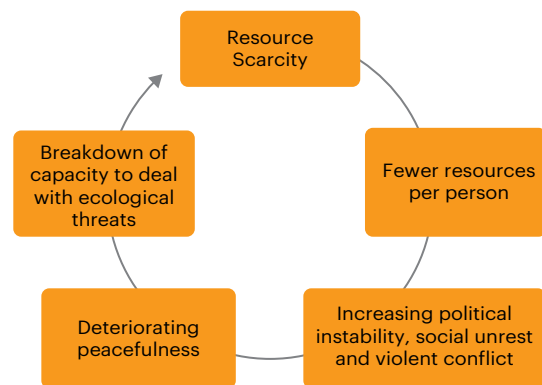 Resource
Scarcity
Fewer resources
per person
Increasing political
instability, social unrest
and violent conflict
Deteriorating
peacefulness
Breakdown of
capacity to deal
with ecological
threats